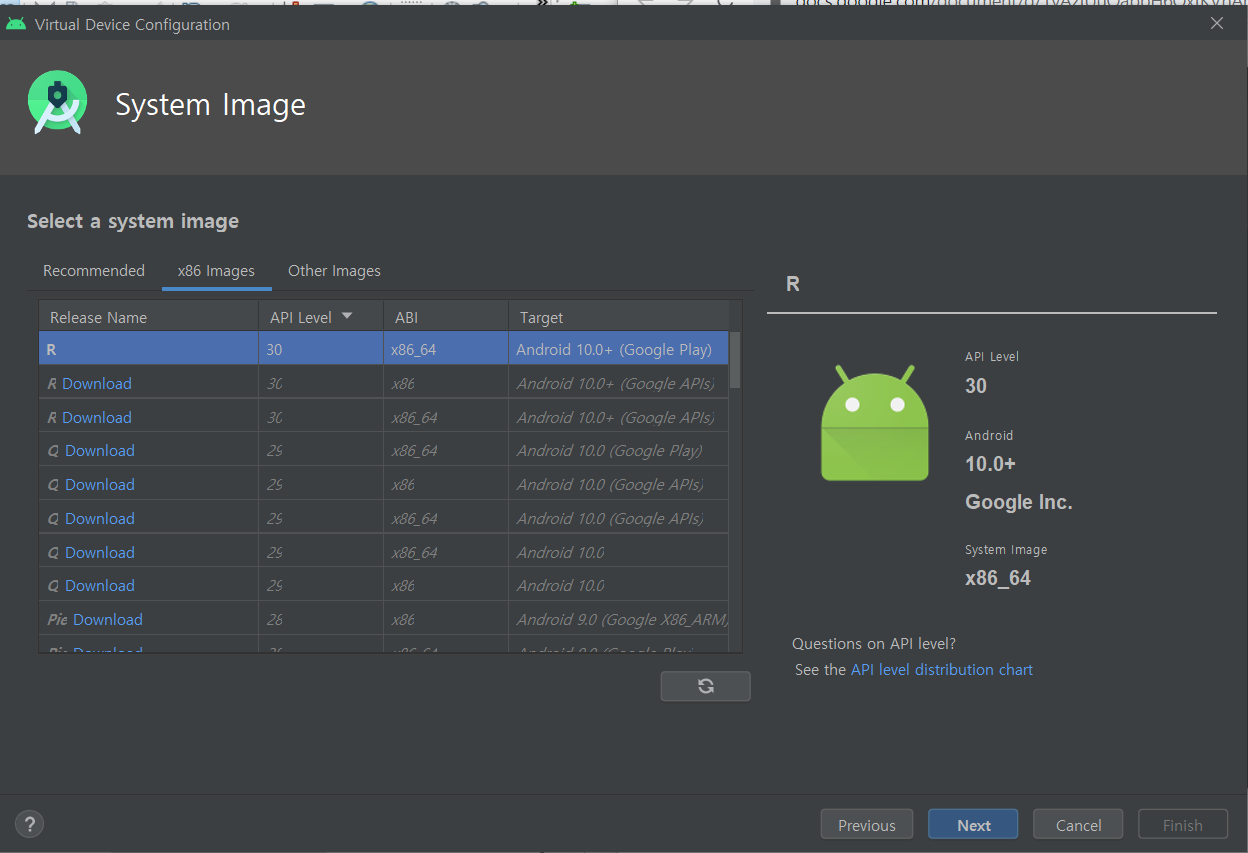 Virtual Device Configuration
System Image
Select a system image
Recommended x86 Images Other Images
Release Name API Level ABI Target
R 30 x86_64 Android 10.0+ (Google Play)
R Download 30 x86 Android 10.0+ (Google APIs)
R Download 30 x86_64 Android 10.0+ (Google APIs)
Q Download 29 x86 Android 10.0 (Google Play)
Q Download 29 x86 Android 10.0 (Google APIs)
Q Download 29 x86_64 Android 10.0 (Google APIs)
Q Download 29 x86_64 Android 10.0
Q Download 29 x86 Android 10.0
Pie Download 28 x86 Android 9.0 (Google X86_ARM)
R
API Level
30
Android
10.0+
Google Inc.
System Image
x86_64
Questions on API level?
See the API level distribution chart
? Previous Next Cancel Finish